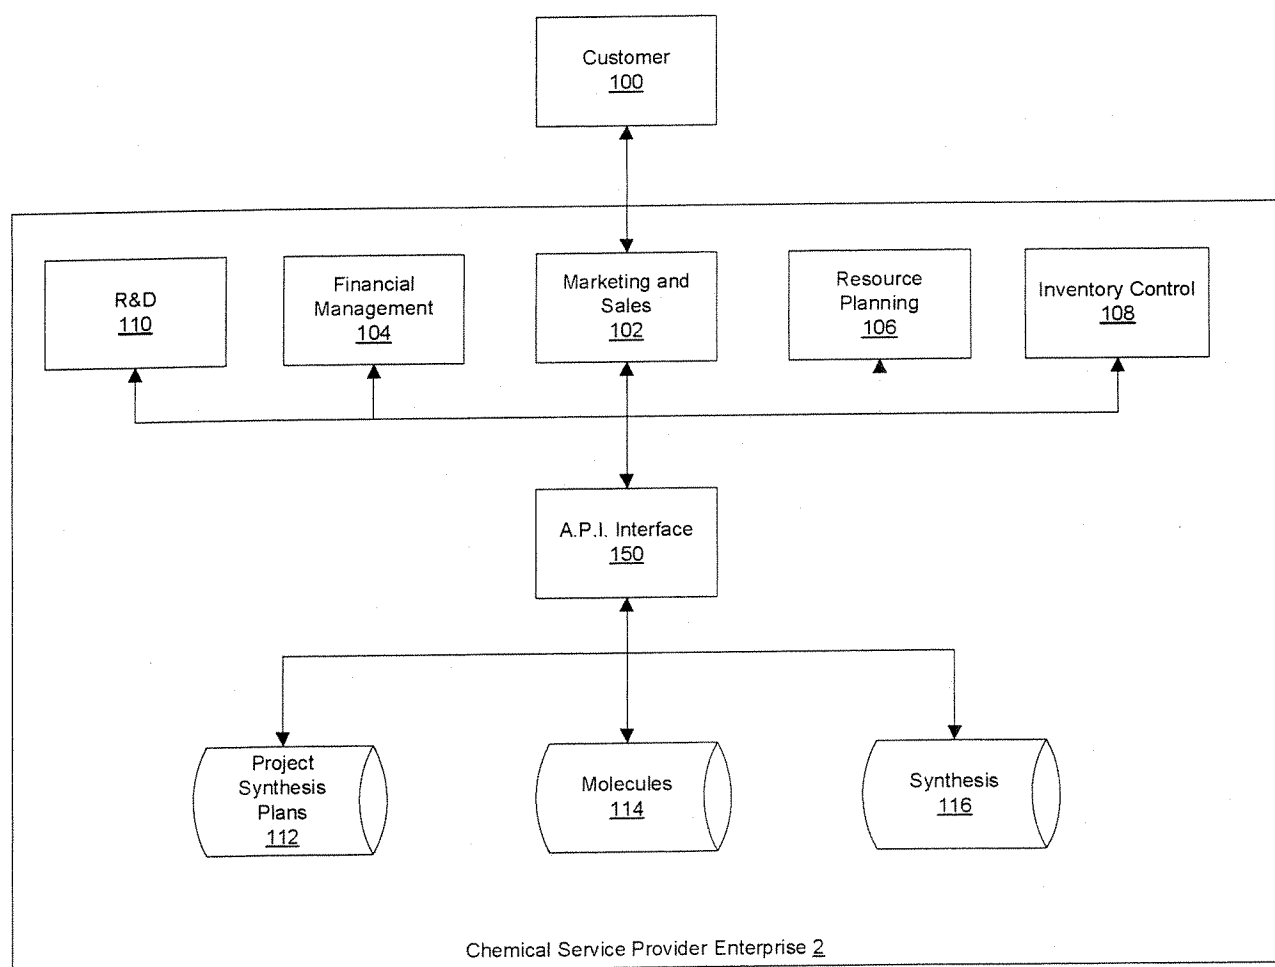 Customer
100
R&D
110
Financial
Management
104
Marketing and
Sales
102
Resource
Planning
106
Inventory Control
108
A.P.I. Interface
150
Project
Synthesis
Plans
112
Molecules
114
Synthesis
116
Chemical Service Provider Enterprise 2